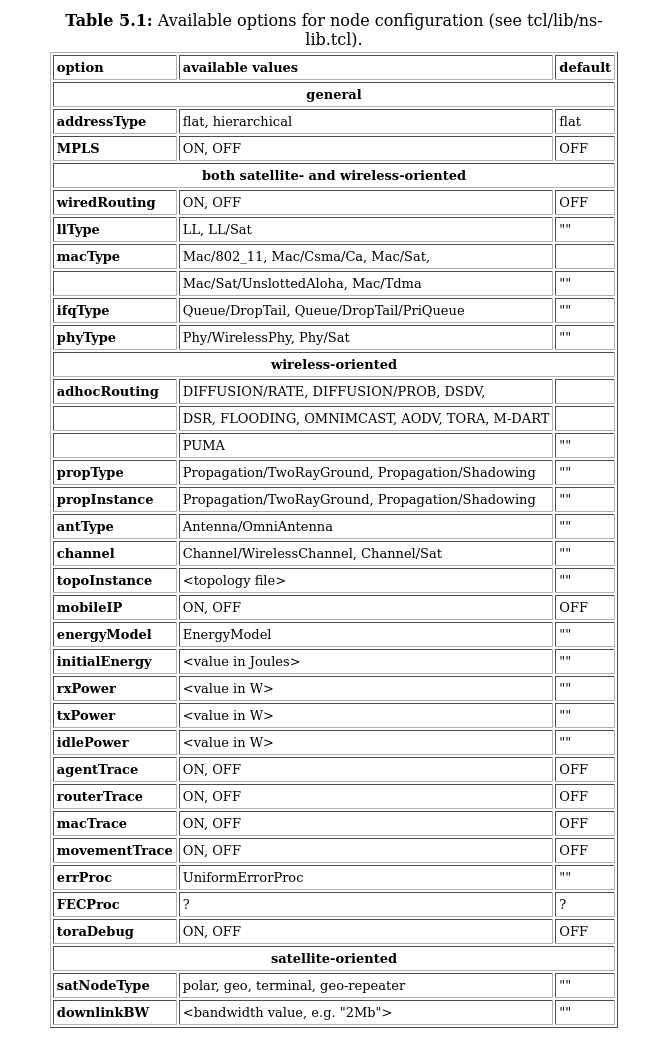 Table 5.1: Available options for node configuration (see tcl/lib/ns-
lib.tcl).
option available values default
general
addressType flat, hierarchical flat
MPLS ON, OFF OFF
both satellite- and wireless-oriented
wiredRouting ON, OFF OFF
llType LL, LL/Sat ""
macType Mac/802_11, Mac/Csma/Ca, Mac/Sat,
Mac/Sat/UnslottedAloha, Mac/Tdma ""
ifqType Queue/DropTail, Queue/DropTail/PriQueue ""
phyType Phy/WirelessPhy, Phy/Sat ""
wireless-oriented
adhocRouting DIFFUSION/RATE, DIFFUSION/PROB, DSDV,
DSR, FLOODING, OMNIMCAST, AODV, TORA, M-DART
PUMA ""
propType Propagation/TwoRayGround, Propagation/Shadowing ""
propInstance Propagation/TwoRayGround, Propagation/Shadowing ""
antType Antenna/OmniAntenna ""
channel Channel/WirelessChannel, Channel/Sat ""
topoInstance <topology file> ""
mobileIP ON, OFF OFF
energyModel EnergyModel ""
initialEnergy <value in Joules> ""
rxPower <value in W> ""
txPower <value in W> ""
idlePower <value in W> ""
agentTrace ON, OFF OFF
routerTrace ON, OFF OFF
macTrace ON, OFF OFF
movementTrace ON, OFF OFF
errProc UniformErrorProc ""
FECProc ? ?
toraDebug ON, OFF OFF
satellite-oriented
satNodeType polar, geo, terminal, geo-repeater ""
downlinkBW <bandwidth value, e.g. "2Mb"> ""